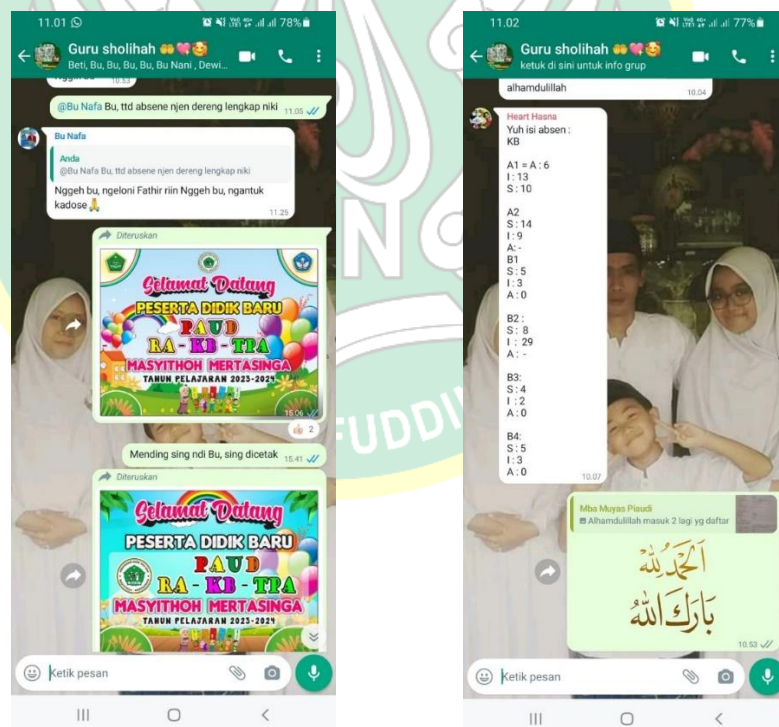 11.01
78%
Guru sholihah
Beti, Bu, Bu, Bu, Bu, Bu Nani , Dewi...
10.53
@Bu Nafa Bu, ttd absene njen dereng lengkap niki 11.05
Bu Nafa
Anda
@Bu Nafa Bu, ttd absene njen dereng lengkap niki
Nggeh bu, ngeloni Fathir riin Nggeh bu, ngantuk
kadose 11.25
Diteruskan
Selamat Datang
PESERTA DIDIK BARU
PAUD
RA - KB - TPA
MASYITHOH MERTASINGA
TAHUN PELAJARAN 2023-2024
15.06
2
Mending sing ndi Bu, sing dicetak 15.41
Diteruskan
Selamat Datang
PESERTA DIDIK BARU
PAUD
RA - KB - TPA
MASYITHOH MERTASINGA
TAHUN PELAJARAN 2023-2024
Ketik pesan
11.02
77%
Guru sholihah
ketuk di sini untuk info grup
alhamdulillah 10.04
Heart Hasna
Yuh isi absen :
KB
A1 = A : 6
I : 13
S : 10
A2
S : 14
I : 9
A: -
B1
S : 5
I : 3
A : 0
B2 :
S : 8
I : 29
A : -
B3:
S : 4
I : 2
A : 0
B4:
S : 5
I : 3
A : 0
10.07
Mba Muyas Piaudi
Alhamdulillah masuk 2 lagi yg daftar
اَلْحَمْدُ لِلّٰهِ
بَارَكَ اللّٰهُ
10.53
Ketik pesan
N
FUDDI